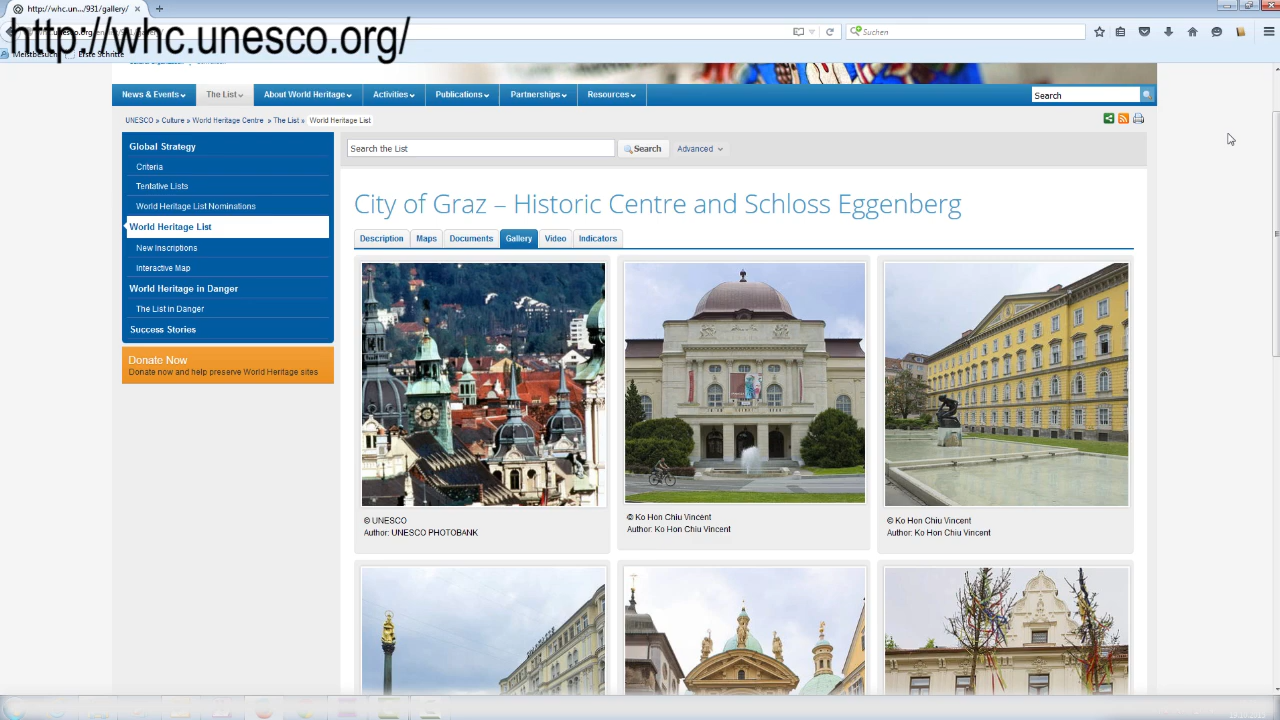 http://whc.un.../931/gallery/
http://whc.unesco.org/
Suchen
Meistbesucht
Erste Schritte
News & Events
The List
About World Heritage
Activities
Publications
Partnerships
Resources
Search
UNESCO » Culture » World Heritage Centre » The List » World Heritage List
Global Strategy
Criteria
Tentative Lists
World Heritage List Nominations
World Heritage List
New Inscriptions
Interactive Map
World Heritage in Danger
The List in Danger
Success Stories
Donate Now
Donate now and help preserve World Heritage sites
Search the List
Search
Advanced
City of Graz – Historic Centre and Schloss Eggenberg
Description
Maps
Documents
Gallery
Video
Indicators
© UNESCO
Author: UNESCO PHOTOBANK
© Ko Hon Chiu Vincent
Author: Ko Hon Chiu Vincent
© Ko Hon Chiu Vincent
Author: Ko Hon Chiu Vincent